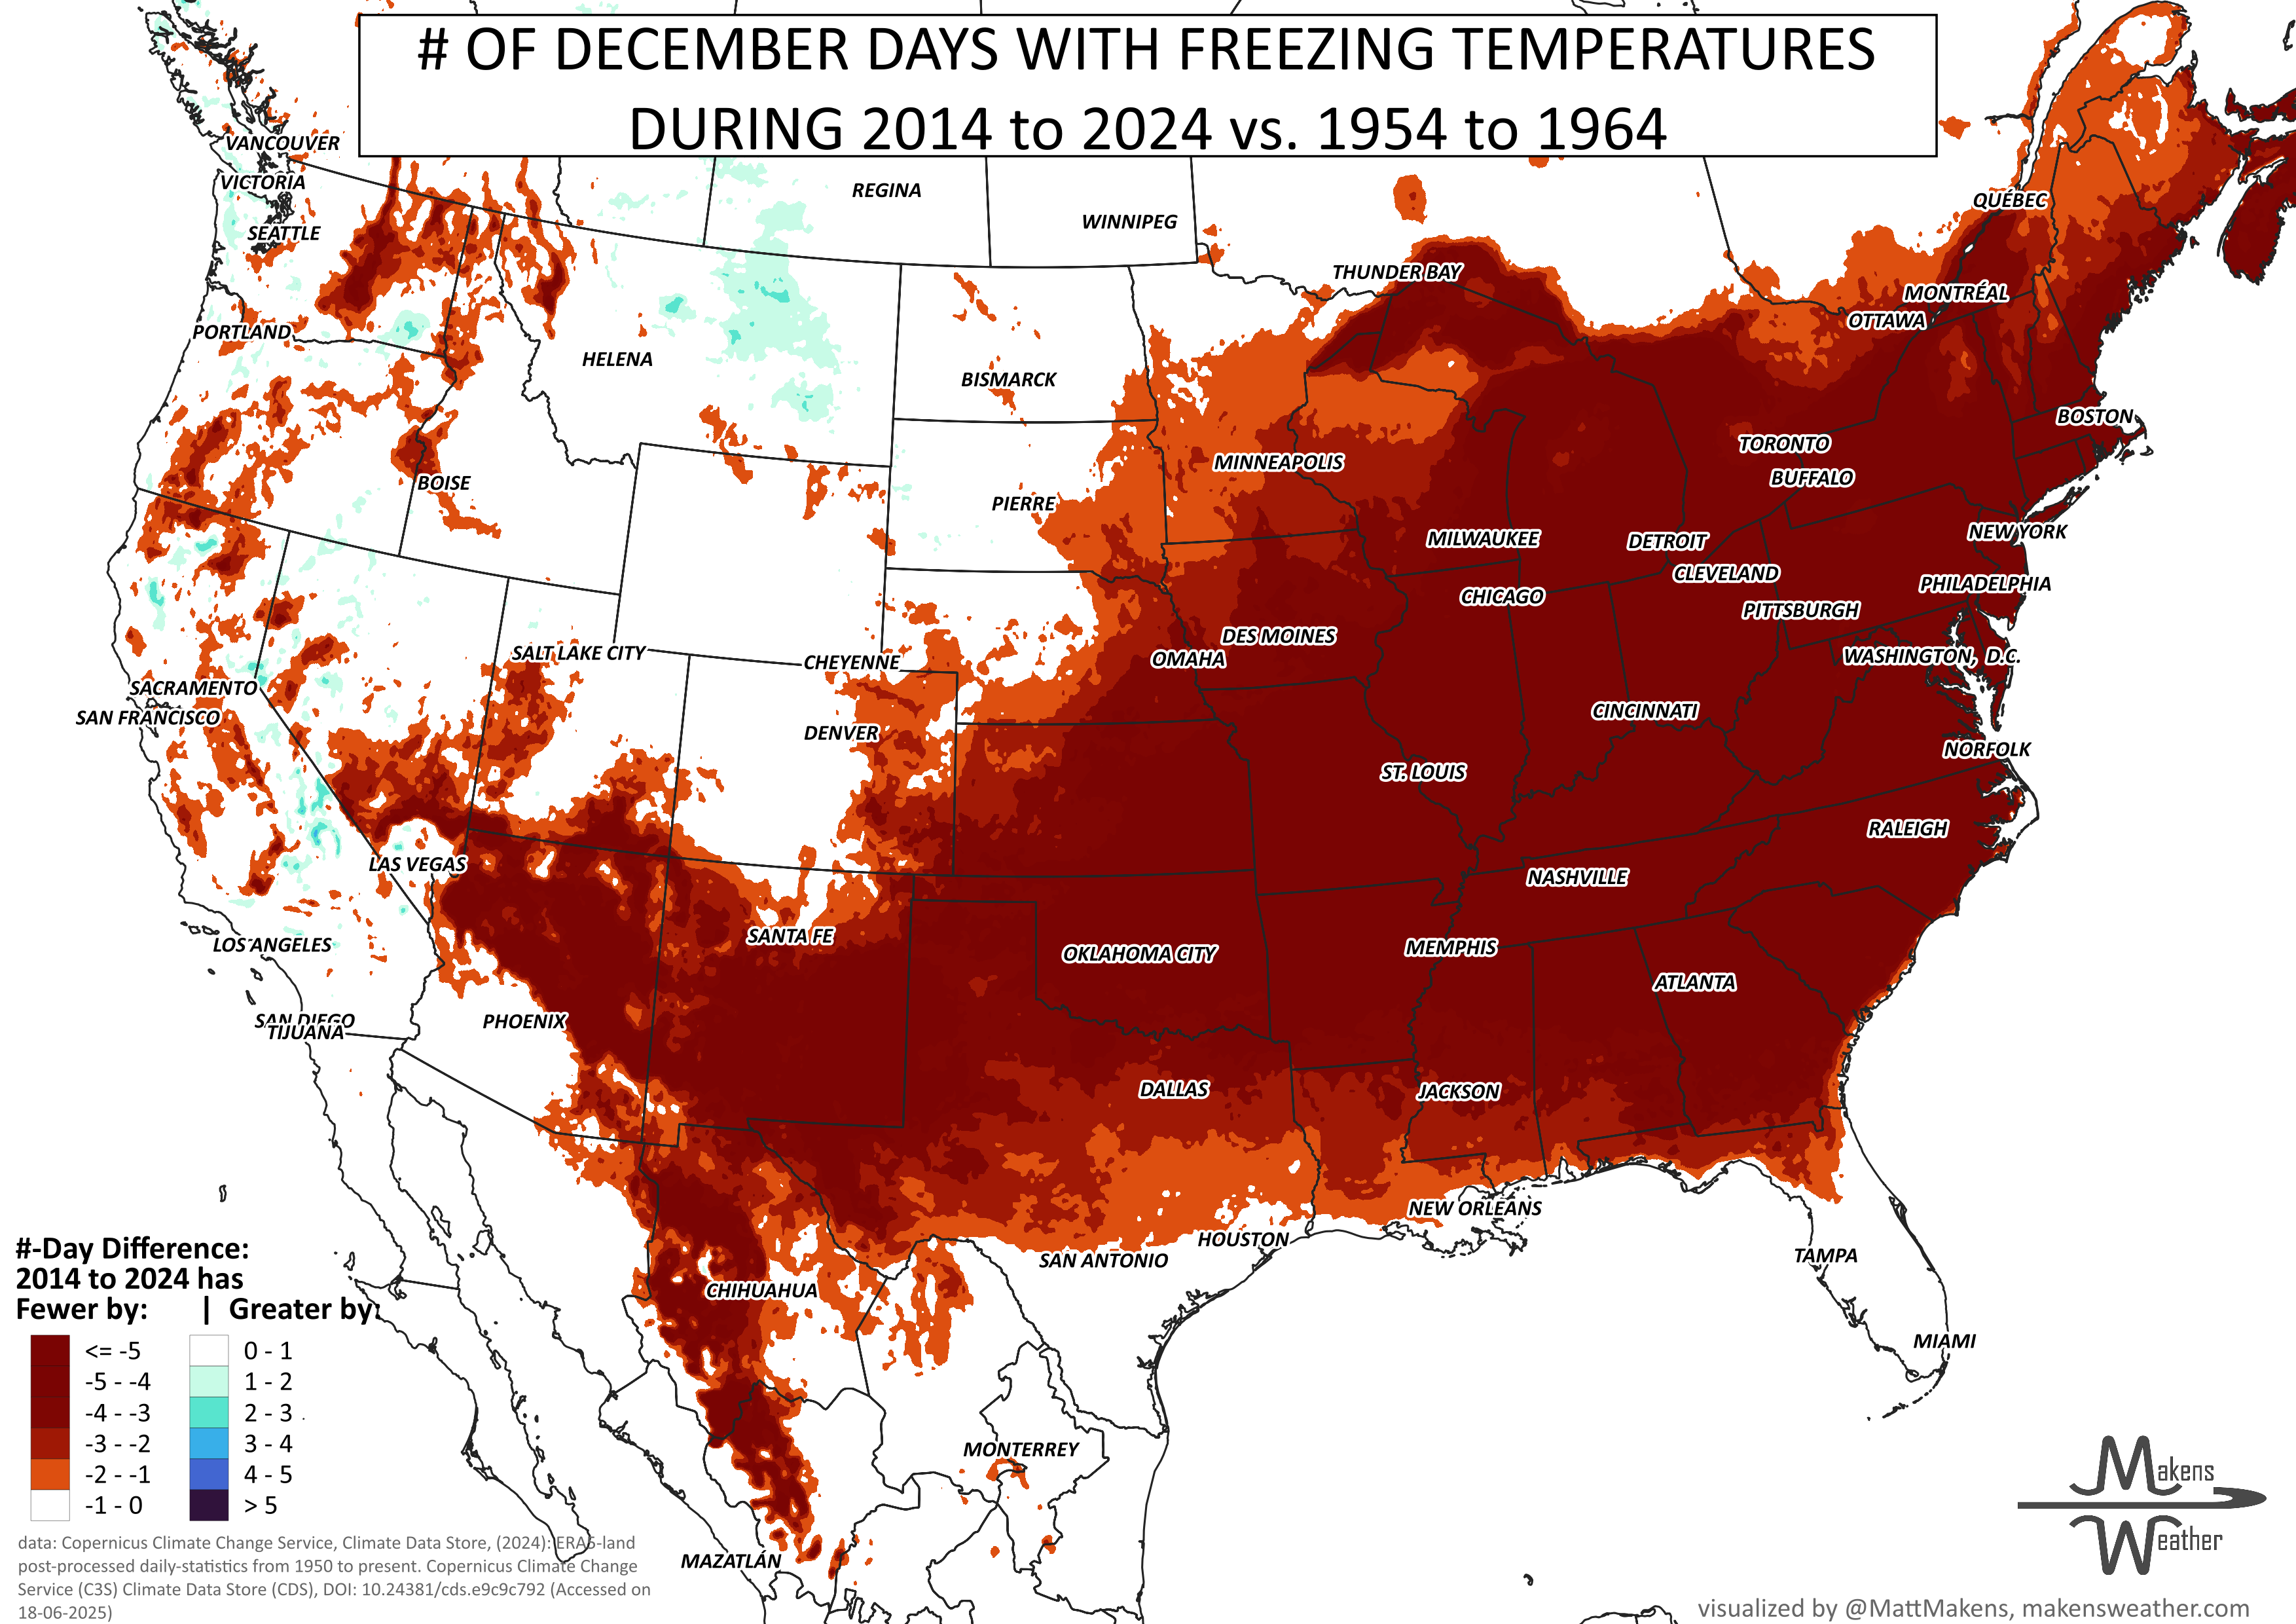 # OF DECEMBER DAYS WITH FREEZING TEMPERATURES
DURING 2014 to 2024 vs. 1954 to 1964
VANCOUVER
VICTORIA
SEATTLE
PORTLAND
REGINA
WINNIPEG
THUNDER BAY
QUÉBEC
MONTRÉAL
OTTAWA
HELENA
BISMARCK
BOSTON
TORONTO
BUFFALO
MINNEAPOLIS
BOISE
PIERRE
MILWAUKEE
DETROIT
NEW YORK
CLEVELAND
PHILADELPHIA
CHICAGO
PITTSBURGH
DES MOINES
SALT LAKE CITY
CHEYENNE
OMAHA
WASHINGTON, D.C.
SACRAMENTO
SAN FRANCISCO
DENVER
CINCINNATI
NORFOLK
ST. LOUIS
RALEIGH
LAS VEGAS
NASHVILLE
SANTA FE
LOS ANGELES
OKLAHOMA CITY
MEMPHIS
ATLANTA
SAN DIEGO
TIJUANA
PHOENIX
DALLAS
JACKSON
NEW ORLEANS
HOUSTON
SAN ANTONIO
TAMPA
CHIHUAHUA
MIAMI
MONTERREY
MAZATLÁN
#-Day Difference:
2014 to 2024 has
Fewer by: | Greater by:
<= -5 0 - 1
-5 - -4 1 - 2
-4 - -3 2 - 3
-3 - -2 3 - 4
-2 - -1 4 - 5
-1 - 0 > 5
data: Copernicus Climate Change Service, Climate Data Store, (2024): ERA5-land
post-processed daily-statistics from 1950 to present. Copernicus Climate Change
Service (C3S) Climate Data Store (CDS), DOI: 10.24381/cds.e9c9c792 (Accessed on
18-06-2025)
Makens
Weather
visualized by @MattMakens, makensweather.com